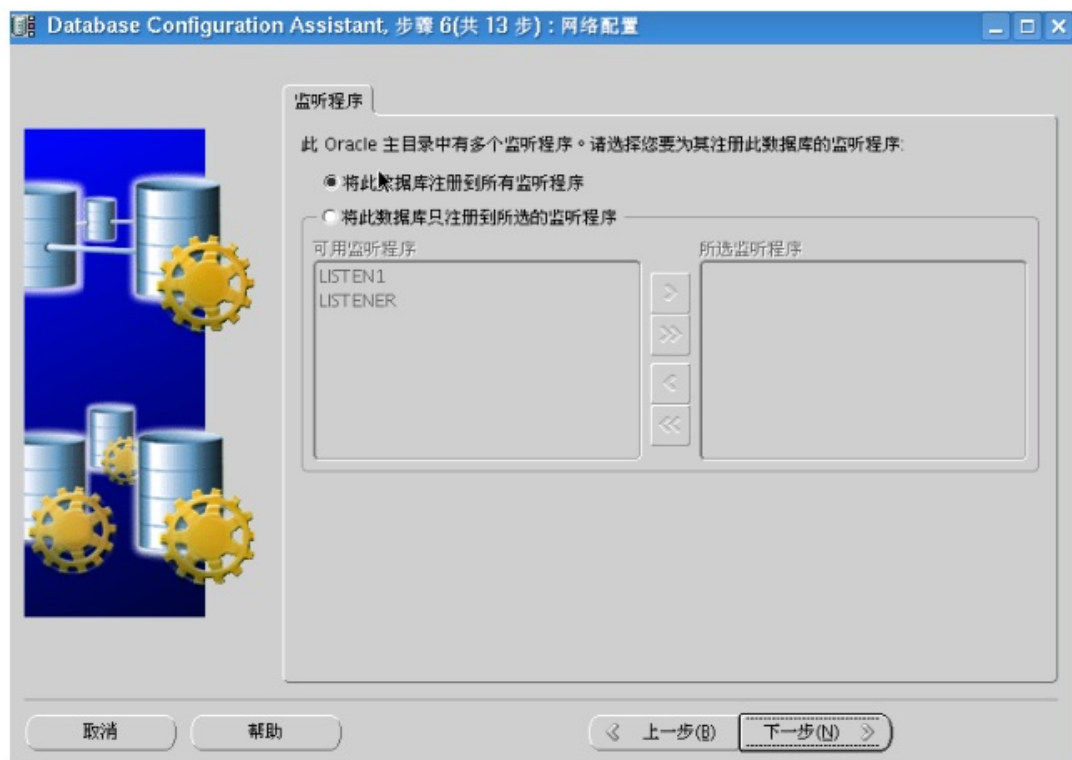 Database Configuration Assistant, 步骤 6(共 13 步) : 网络配置
监听程序
此 Oracle 主目录中有多个监听程序。请选择您要为其注册此数据库的监听程序:
将此数据库注册到所有监听程序
将此数据库只注册到所选的监听程序
可用监听程序
所选监听程序
LISTEN1
LISTENER
取消
帮助
上一步(B)
下一步(N)